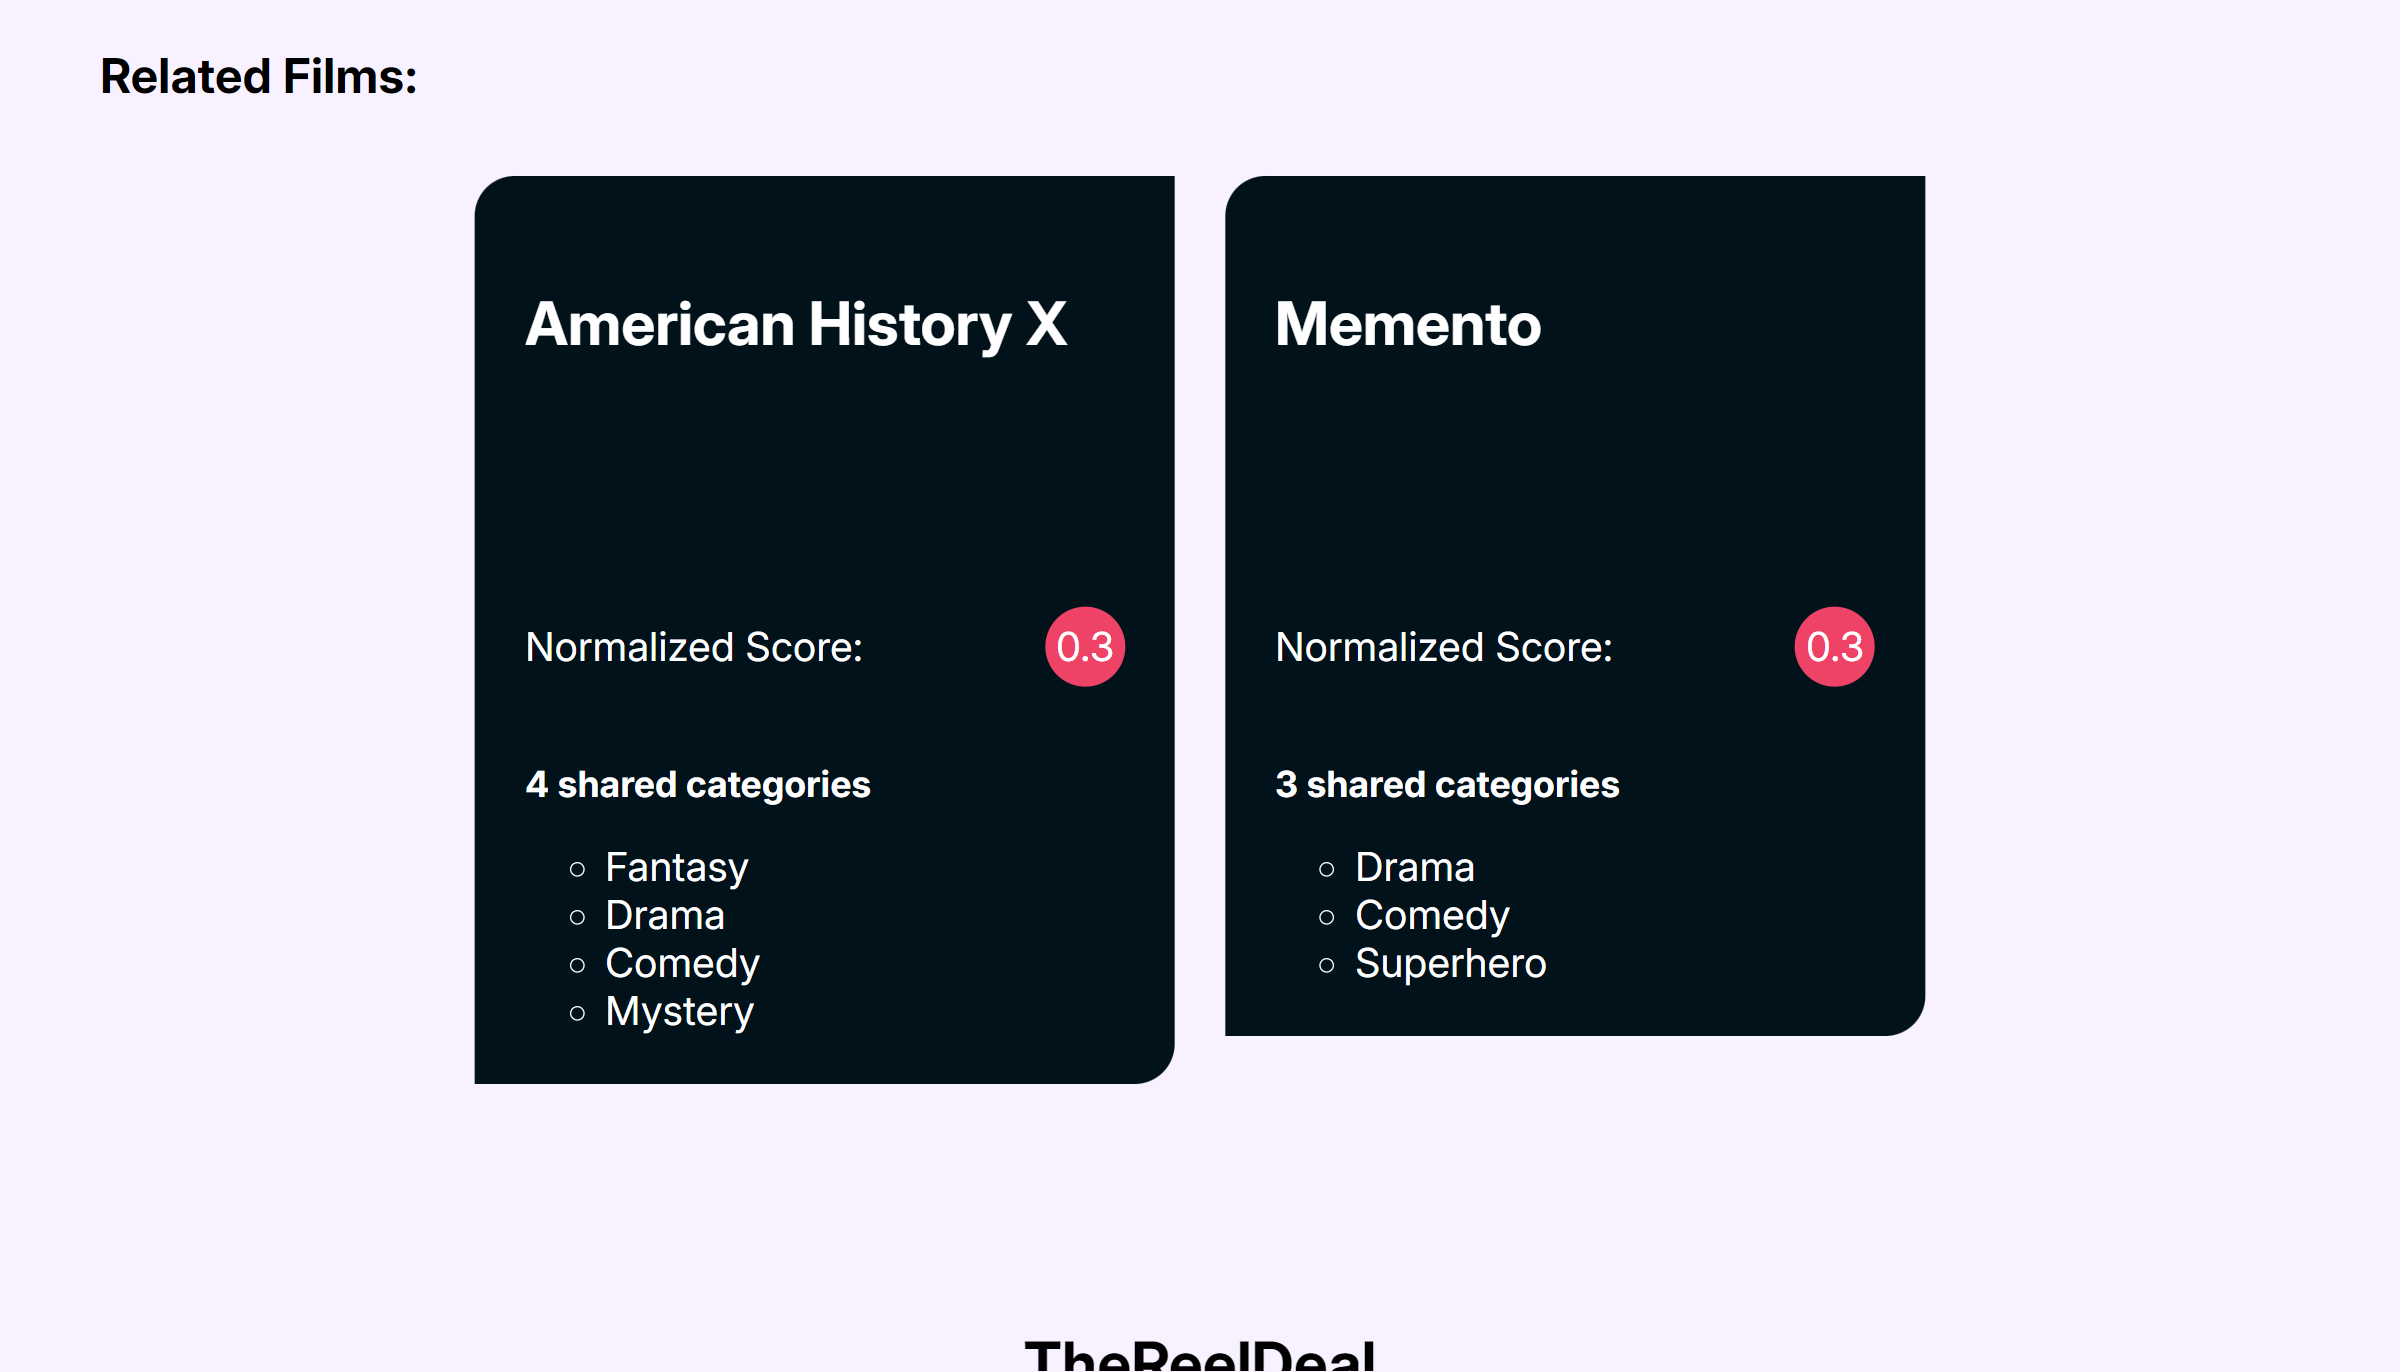 Related Films:
American History X
Normalized Score: 0.3
4 shared categories
Fantasy
Drama
Comedy
Mystery
Memento
Normalized Score: 0.3
3 shared categories
Drama
Comedy
Superhero
TheReelDeal